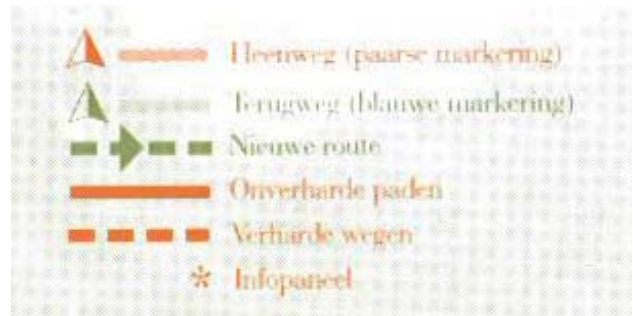 Heenweg (paarse markering)
Terugweg (blauwe markering)
Nieuwe route
Onverharde paden
Verharde wegen
* Infopaneel